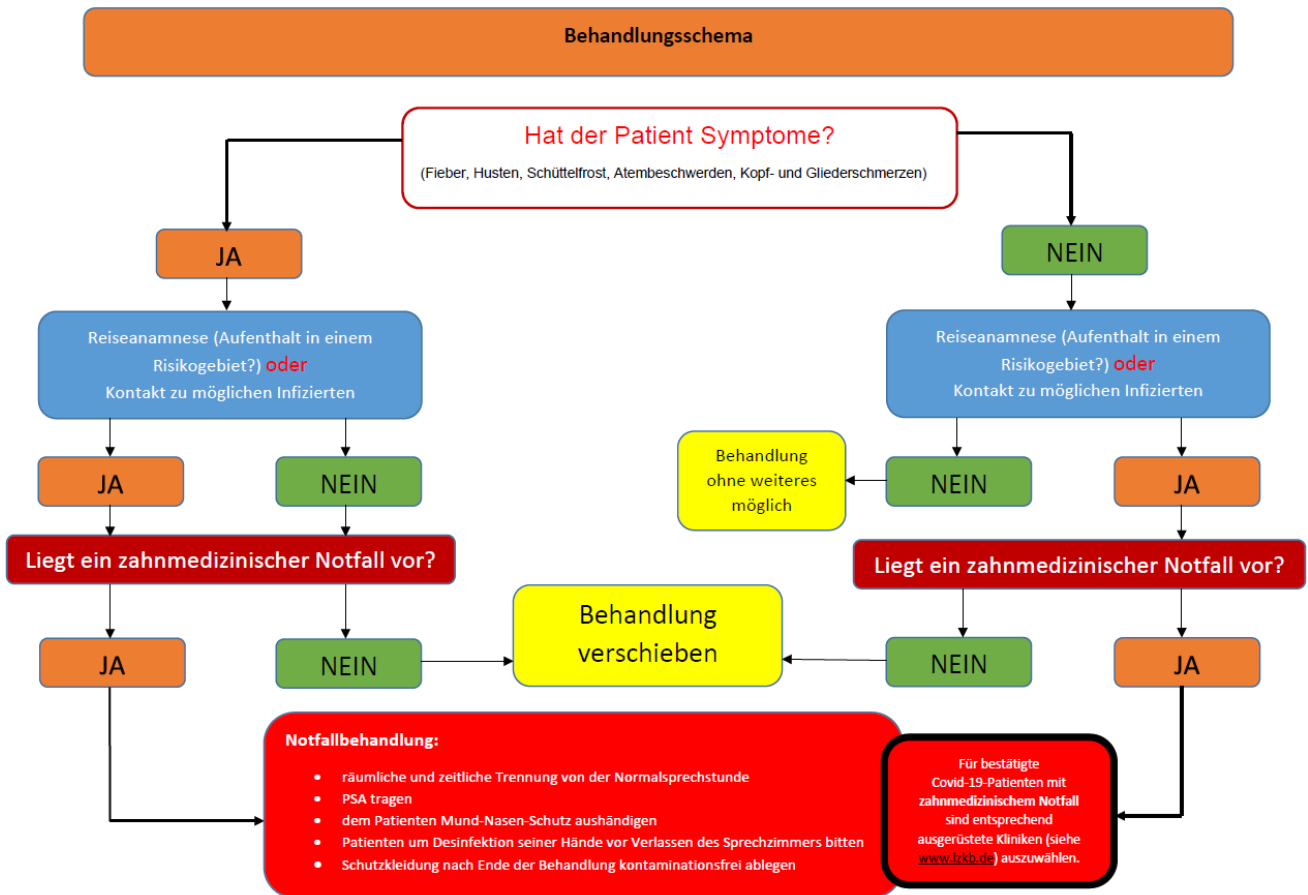 Behandlungsschema
Hat der Patient Symptome?
(Fieber, Husten, Schüttelfrost, Atembeschwerden, Kopf- und Gliederschmerzen)
JA
NEIN
Reiseanamnese (Aufenthalt in einem
Risikogebiet?) oder
Kontakt zu möglichen Infizierten
Reiseanamnese (Aufenthalt in einem
Risikogebiet?) oder
Kontakt zu möglichen Infizierten
JA
NEIN
Behandlung
ohne weiteres
möglich
NEIN
JA
Liegt ein zahnmedizinischer Notfall vor?
Liegt ein zahnmedizinischer Notfall vor?
JA
NEIN
Behandlung
verschieben
NEIN
JA
Notfallbehandlung:
• räumliche und zeitliche Trennung von der Normalsprechstunde
• PSA tragen
• dem Patienten Mund-Nasen-Schutz aushändigen
• Patienten um Desinfektion seiner Hände vor Verlassen des Sprechzimmers bitten
• Schutzkleidung nach Ende der Behandlung kontaminationsfrei ablegen
Für bestätigte
Covid-19-Patienten mit
zahnmedizinischem Notfall
sind entsprechend
ausgerüstete Kliniken (siehe
www.lzkb.de) auszuwählen.